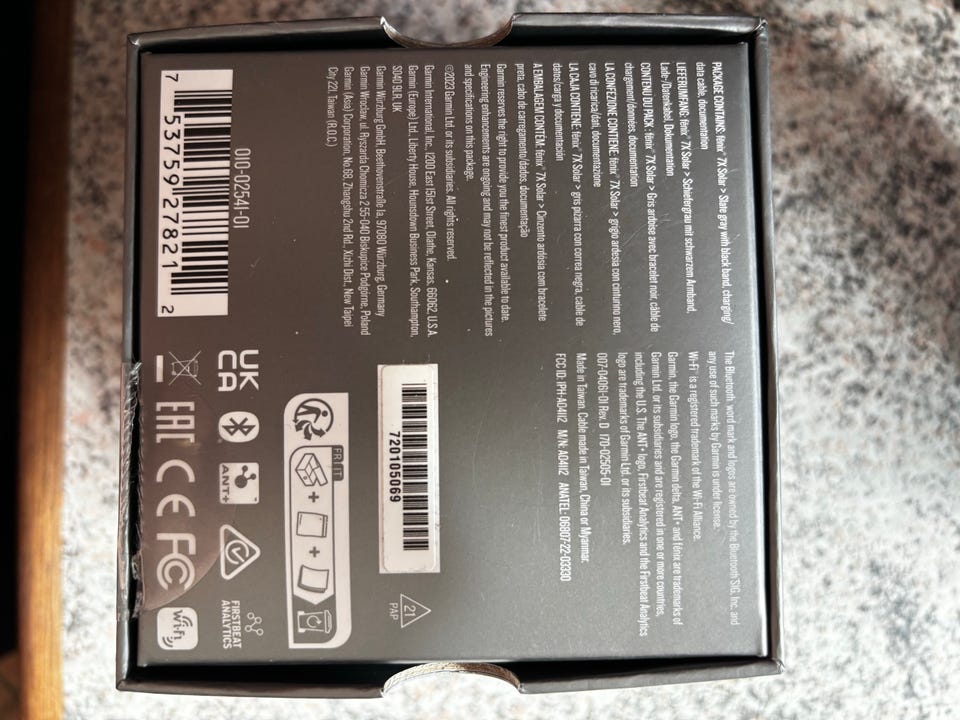 PACKAGE CONTAINS: fēnix® 7X Solar > Slate gray with black band, charging/
data cable, documentation
LIEFERUMFANG: fēnix® 7X Solar > Schiefergrau mit schwarzem Armband,
Lade-/Datenkabel, Dokumentation
CONTENU DU PACK : fēnix® 7X Solar > Gris ardoise avec bracelet noir, câble de
chargement/données, documentation
LA CONFEZIONE CONTIENE: fēnix® 7X Solar > grigio ardesia con cinturino nero,
cavo di ricarica/dati, documentazione
LA CAJA CONTIENE: fēnix® 7X Solar > gris pizarra con correa negra, cable de
datos/carga y documentación
A EMBALAGEM CONTÉM: fēnix® 7X Solar > Cinzento ardósia com bracelete
preta, cabo de carregamento/dados, documentação
Garmin reserves the right to provide you the finest product available to date.
Engineering enhancements are ongoing and may not be reflected in the pictures
and specifications on this package.
©2023 Garmin Ltd. or its subsidiaries. All rights reserved.
Garmin International, Inc., 1200 East 151st Street, Olathe, Kansas, 66062, U.S.A.
Garmin (Europe) Ltd., Liberty House, Hounsdown Business Park, Southampton,
SO40 9LR, UK
Garmin Würzburg GmbH, Beethovenstraße 1a, 97080 Würzburg, Germany
Garmin Wrocław, ul. Ryszarda Chomicza 2 55-040 Biskupice Podgórne, Poland
Garmin (Asia) Corporation, No.68, Zhangshu 2nd Rd., Xizhi Dist., New Taipei
City 221, Taiwan (R.O.C.)
010-02541-01
7 53759 27821 2
The Bluetooth® word mark and logos are owned by the Bluetooth SIG, Inc. and
any use of such marks by Garmin is under license.
Wi-Fi® is a registered trademark of the Wi-Fi Alliance.
Garmin, the Garmin logo, the Garmin delta, ANT+ and fēnix are trademarks of
Garmin Ltd. or its subsidiaries and are registered in one or more countries,
including the U.S. The ANT+ logo, Firstbeat Analytics and the Firstbeat Analytics
logo are trademarks of Garmin Ltd. or its subsidiaries.
007-04061-01 Rev. D 170-02505-01
Made in Taiwan. Cable made in Taiwan, China or Myanmar.
FCC ID: IPH-A04112 M/N: A04112 ANATEL: 06807-22-03330
720105069
21
PAP
FR IT
UK
CA
ANT+
FIRSTBEAT
ANALYTICS
EAC CE FC
Wi-Fi